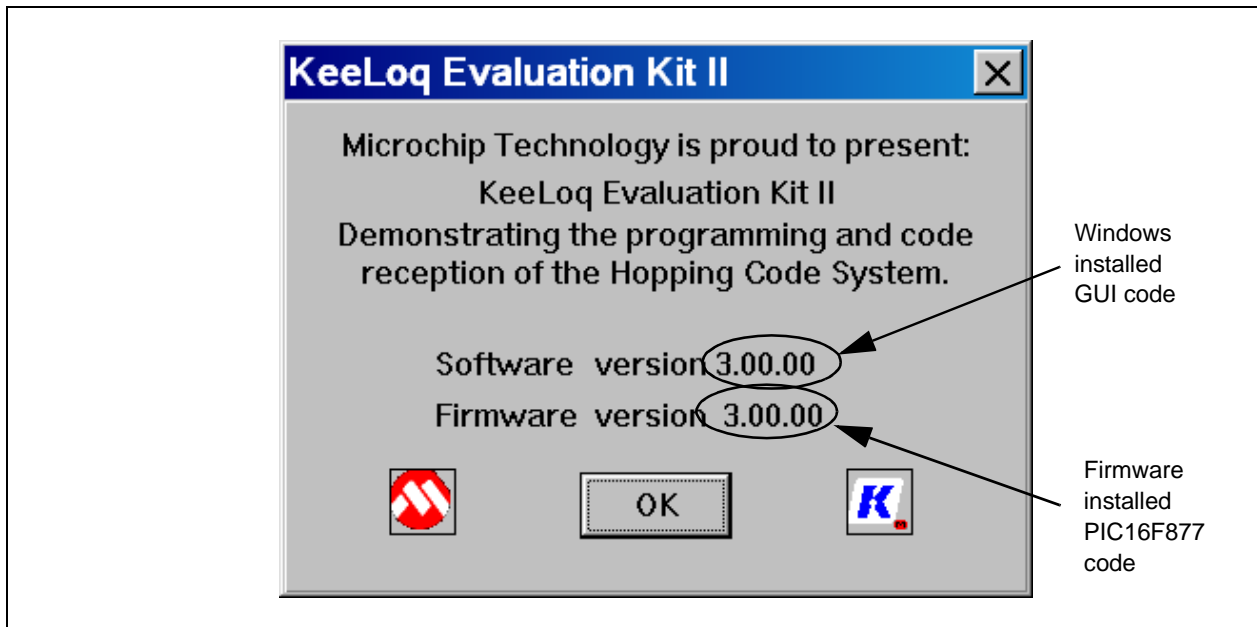 KeeLoq Evaluation Kit II
Microchip Technology is proud to present:
KeeLoq Evaluation Kit II
Demonstrating the programming and code
reception of the Hopping Code System.
Software version 3.00.00
Firmware version 3.00.00
OK
K
M
Windows
installed
GUI code
Firmware
installed
PIC16F877
code